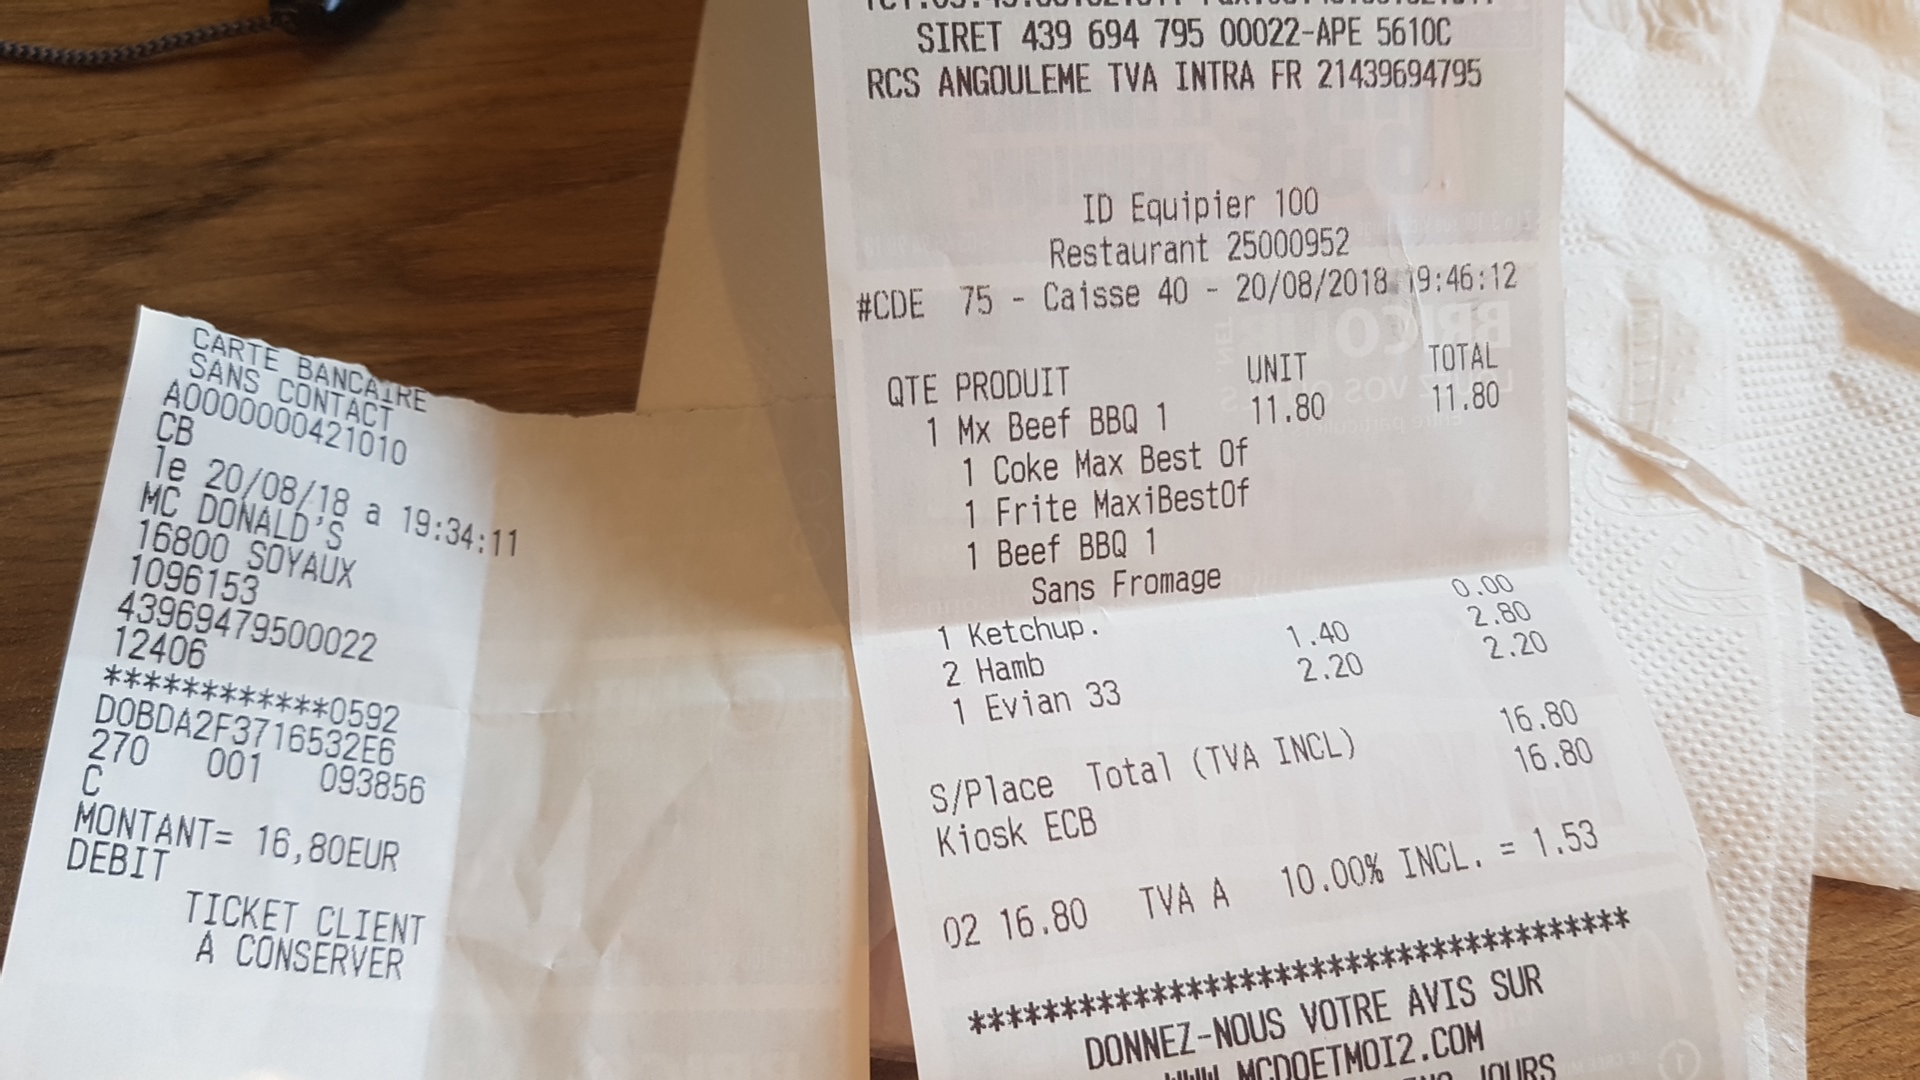 CARTE BANCAIRE
SANS CONTACT
A0000000421010
CB
le 20/08/18 a 19:34:11
MC DONALD'S
16800 SOYAUX
1096153
43969479500022
12406
************0592
D0BDA2F3716532E6
270 001 093856
C
MONTANT= 16,80EUR
DEBIT
TICKET CLIENT
A CONSERVER
SIRET 439 694 795 00022-APE 5610C
RCS ANGOULEME TVA INTRA FR 21439694795
ID Equipier 100
Restaurant 25000952
#CDE 75 - Caisse 40 - 20/08/2018 19:46:12
QTE PRODUIT UNIT TOTAL
1 Mx Beef BBQ 1 11.80 11.80
1 Coke Max Best Of
1 Frite MaxiBestOf
1 Beef BBQ 1
Sans Fromage
1 Ketchup. 0.00
2 Hamb 1.40 2.80
1 Evian 33 2.20 2.20
S/Place Total (TVA INCL) 16.80
Kiosk ECB 16.80
02 16.80 TVA A 10.00% INCL. = 1.53
************************************
DONNEZ-NOUS VOTRE AVIS SUR
WWW.MCDOETMOI2.COM
JOURS